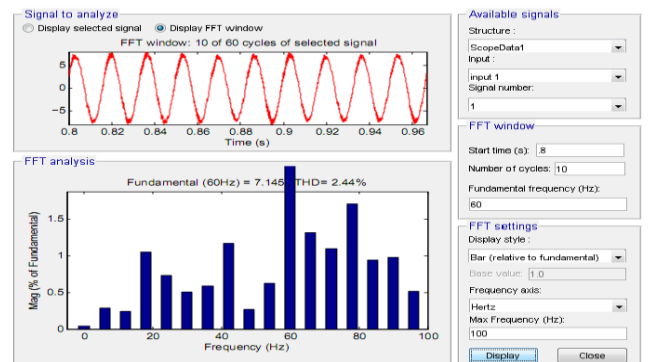 Signal to analyze
Display selected signal Display FFT window
FFT window: 10 of 60 cycles of selected signal
5
0
−5
0.8 0.82 0.84 0.86 0.88 0.9 0.92 0.94 0.96
Time (s)
FFT analysis
Fundamental (60Hz) = 7.145 THD= 2.44%
Mag (% of Fundamental)
1.5
1
0.5
0
0 20 40 60 80 100
Frequency (Hz)
Available signals
Structure :
ScopeData1
Input :
input 1
Signal number:
1
FFT window
Start time (s): .8
Number of cycles: 10
Fundamental frequency (Hz):
60
FFT settings
Display style :
Bar (relative to fundamental)
Base value: 1.0
Frequency axis:
Hertz
Max Frequency (Hz):
100
Display Close